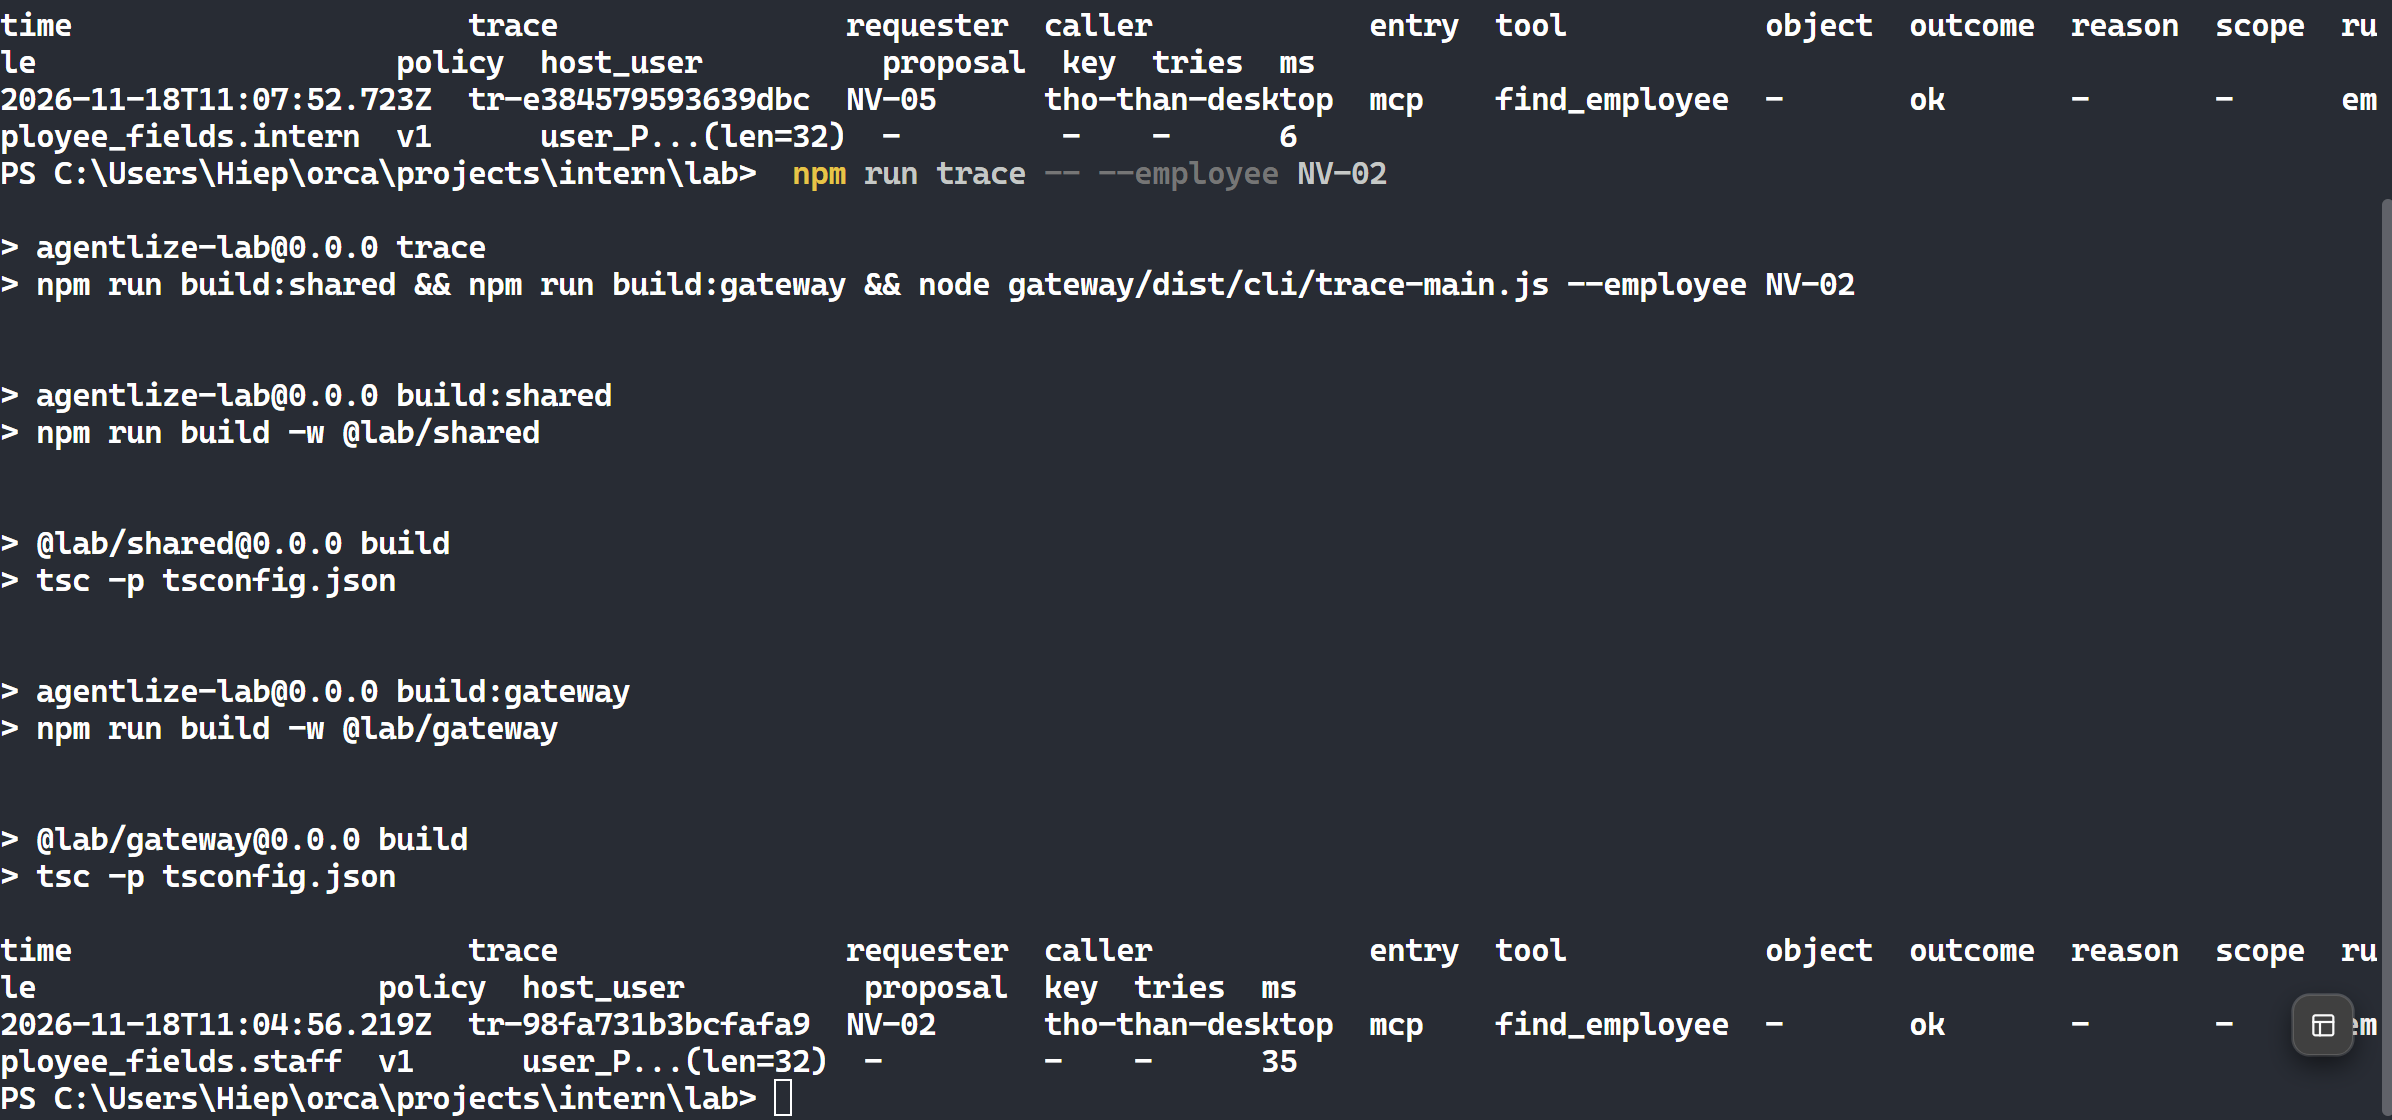 time                      trace                requester  caller            entry  tool           object  outcome  reason  scope  ru
le                    policy  host_user          proposal  key  tries  ms
2026-11-18T11:07:52.723Z  tr-e384579593639dbc  NV-05      tho-than-desktop  mcp    find_employee  -       ok       -       -      em
ployee_fields.intern  v1      user_P...(len=32)  -         -    -      6
PS C:\Users\Hiep\orca\projects\intern\lab>  npm run trace -- --employee NV-02
> agentlize-lab@0.0.0 trace
> npm run build:shared && npm run build:gateway && node gateway/dist/cli/trace-main.js --employee NV-02
> agentlize-lab@0.0.0 build:shared
> npm run build -w @lab/shared
> @lab/shared@0.0.0 build
> tsc -p tsconfig.json
> agentlize-lab@0.0.0 build:gateway
> npm run build -w @lab/gateway
> @lab/gateway@0.0.0 build
> tsc -p tsconfig.json
time                      trace                requester  caller            entry  tool           object  outcome  reason  scope  ru
le                   policy  host_user          proposal  key  tries  ms
2026-11-18T11:04:56.219Z  tr-98fa731b3bcfafa9  NV-02      tho-than-desktop  mcp    find_employee  -       ok       -       -      em
ployee_fields.staff  v1      user_P...(len=32)  -         -    -      35
PS C:\Users\Hiep\orca\projects\intern\lab>